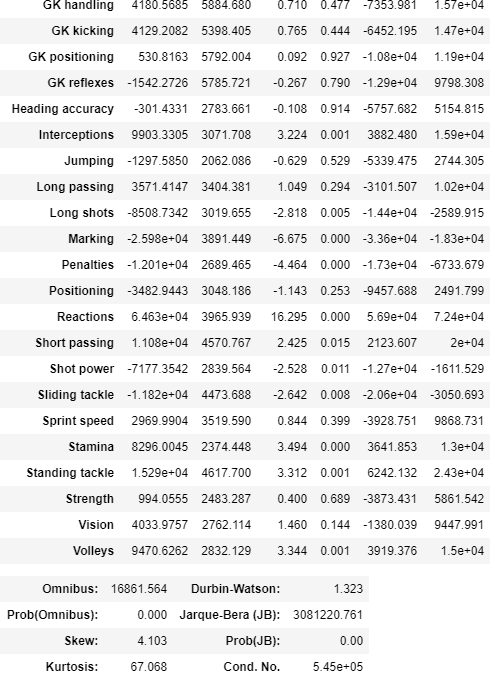 GK handling 4180.5685 5884.680 0.710 0.477 -7353.981 1.57e+04
GK kicking 4129.2082 5398.405 0.765 0.444 -6452.195 1.47e+04
GK positioning 530.8163 5792.004 0.092 0.927 -1.08e+04 1.19e+04
GK reflexes -1542.2726 5785.721 -0.267 0.790 -1.29e+04 9798.308
Heading accuracy -301.4331 2783.661 -0.108 0.914 -5757.682 5154.815
Interceptions 9903.3305 3071.708 3.224 0.001 3882.480 1.59e+04
Jumping -1297.5850 2062.086 -0.629 0.529 -5339.475 2744.305
Long passing 3571.4147 3404.381 1.049 0.294 -3101.507 1.02e+04
Long shots -8508.7342 3019.655 -2.818 0.005 -1.44e+04 -2589.915
Marking -2.598e+04 3891.449 -6.675 0.000 -3.36e+04 -1.83e+04
Penalties -1.201e+04 2689.465 -4.464 0.000 -1.73e+04 -6733.679
Positioning -3482.9443 3048.186 -1.143 0.253 -9457.688 2491.799
Reactions 6.463e+04 3965.939 16.295 0.000 5.69e+04 7.24e+04
Short passing 1.108e+04 4570.767 2.425 0.015 2123.607 2e+04
Shot power -7177.3542 2839.564 -2.528 0.011 -1.27e+04 -1611.529
Sliding tackle -1.182e+04 4473.688 -2.642 0.008 -2.06e+04 -3050.693
Sprint speed 2969.9904 3519.590 0.844 0.399 -3928.751 9868.731
Stamina 8296.0045 2374.448 3.494 0.000 3641.853 1.3e+04
Standing tackle 1.529e+04 4617.700 3.312 0.001 6242.132 2.43e+04
Strength 994.0555 2483.287 0.400 0.689 -3873.431 5861.542
Vision 4033.9757 2762.114 1.460 0.144 -1380.039 9447.991
Volleys 9470.6262 2832.129 3.344 0.001 3919.376 1.5e+04
Omnibus: 16861.564 Durbin-Watson: 1.323
Prob(Omnibus): 0.000 Jarque-Bera (JB): 3081220.761
Skew: 4.103 Prob(JB): 0.00
Kurtosis: 67.068 Cond. No. 5.45e+05